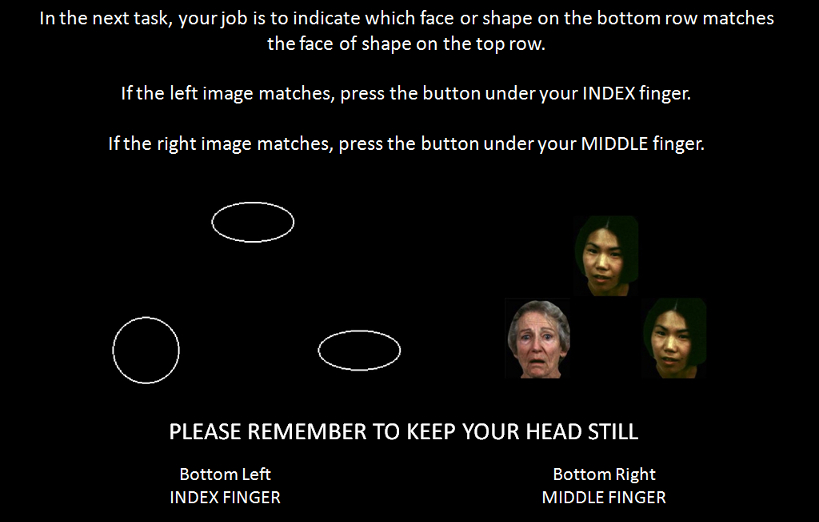 In the next task, your job is to indicate which face or shape on the bottom row matches
the face of shape on the top row.
If the left image matches, press the button under your INDEX finger.
If the right image matches, press the button under your MIDDLE finger.
PLEASE REMEMBER TO KEEP YOUR HEAD STILL
Bottom Left
INDEX FINGER
Bottom Right
MIDDLE FINGER